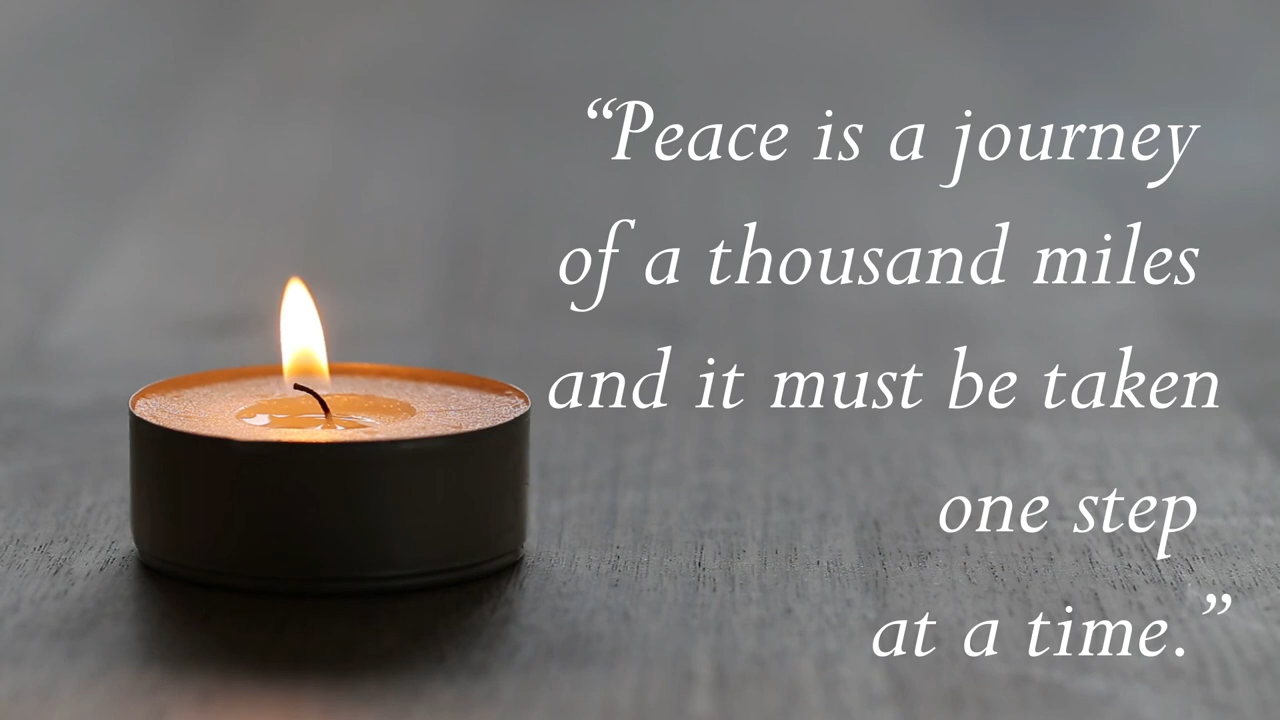 “Peace is a journey
of a thousand miles
and it must be taken
one step
at a time.”